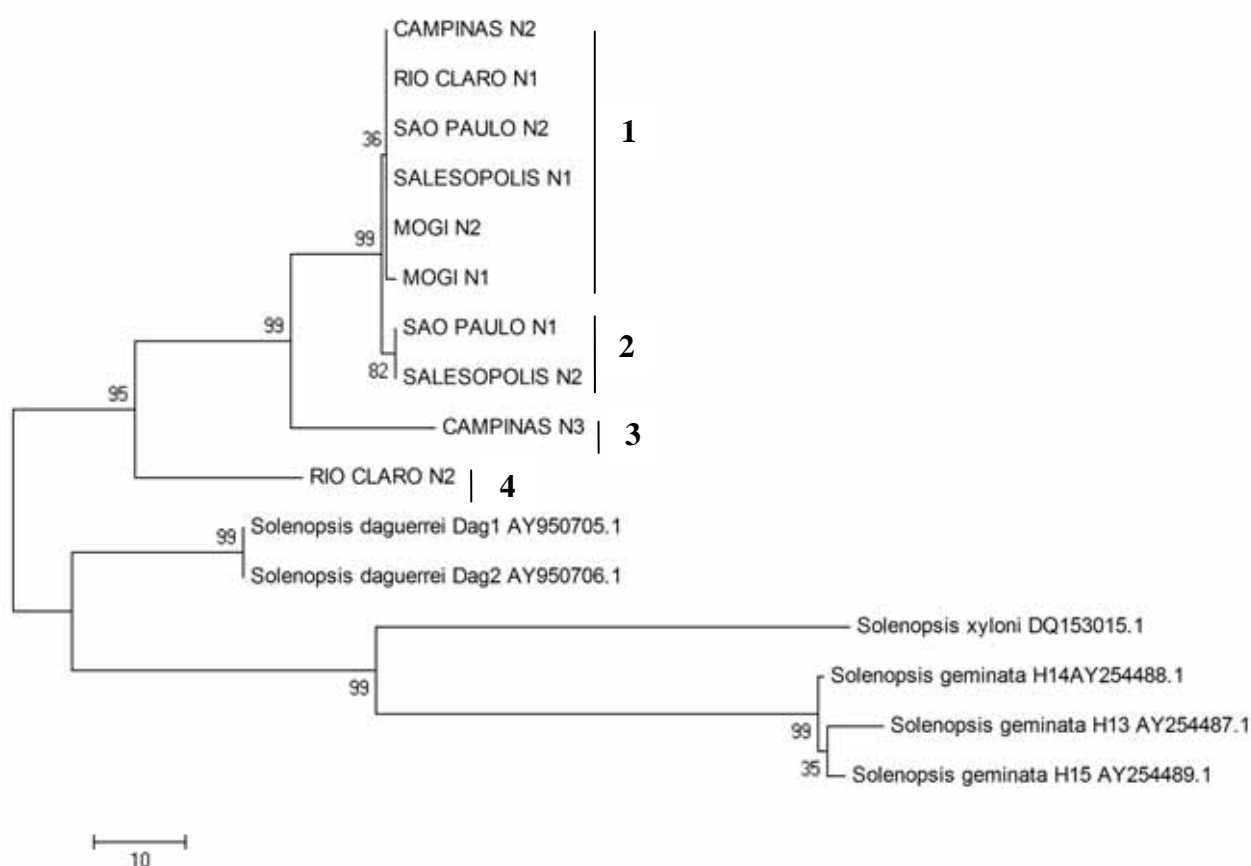 CAMPINAS N2
RIO CLARO N1
36
SAO PAULO N2
1
SALESOPOLIS N1
MOGI N2
99
MOGI N1
99
SAO PAULO N1
2
82
SALESOPOLIS N2
95
CAMPINAS N3
3
RIO CLARO N2
4
99
Solenopsis daguerrei Dag1 AY950705.1
Solenopsis daguerrei Dag2 AY950706.1
Solenopsis xyloni DQ153015.1
99
Solenopsis geminata H14AY254488.1
99
Solenopsis geminata H13 AY254487.1
35
Solenopsis geminata H15 AY254489.1
10